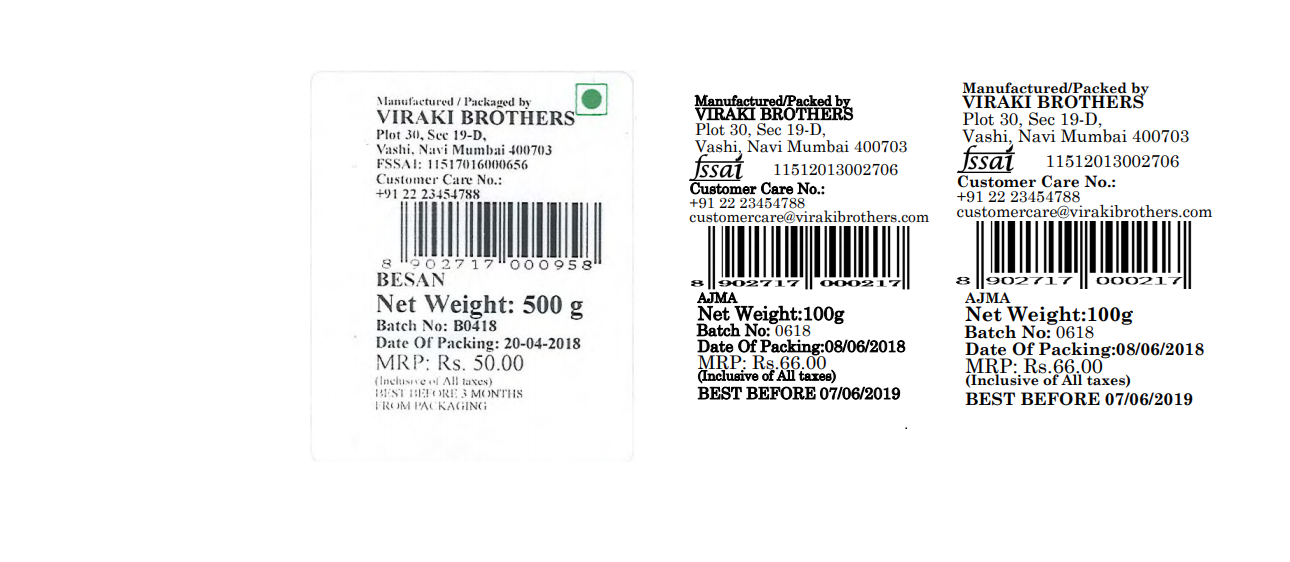 Manufactured / Packaged by
VIRAKI BROTHERS
Plot 30, Sec 19-D,
Vashi, Navi Mumbai 400703
FSSAI: 11517016000656
Customer Care No.:
+91 22 23454788
8 902717 000958
BESAN
Net Weight: 500 g
Batch No: B0418
Date Of Packing: 20-04-2018
MRP: Rs. 50.00
(Inclusive of All taxes)
BEST BEFORE 3 MONTHS
FROM PACKAGING
Manufactured/Packed by
VIRAKI BROTHERS
Plot 30, Sec 19-D,
Vashi, Navi Mumbai 400703
fssai 11512013002706
Customer Care No.:
+91 22 23454788
customercare@virakibrothers.com
8 902717 000217
AJMA
Net Weight:100g
Batch No: 0618
Date Of Packing:08/06/2018
MRP: Rs.66.00
(Inclusive of All taxes)
BEST BEFORE 07/06/2019
Manufactured/Packed by
VIRAKI BROTHERS
Plot 30, Sec 19-D,
Vashi, Navi Mumbai 400703
fssai 11512013002706
Customer Care No.:
+91 22 23454788
customercare@virakibrothers.com
8 902717 000217
AJMA
Net Weight:100g
Batch No: 0618
Date Of Packing:08/06/2018
MRP: Rs.66.00
(Inclusive of All taxes)
BEST BEFORE 07/06/2019